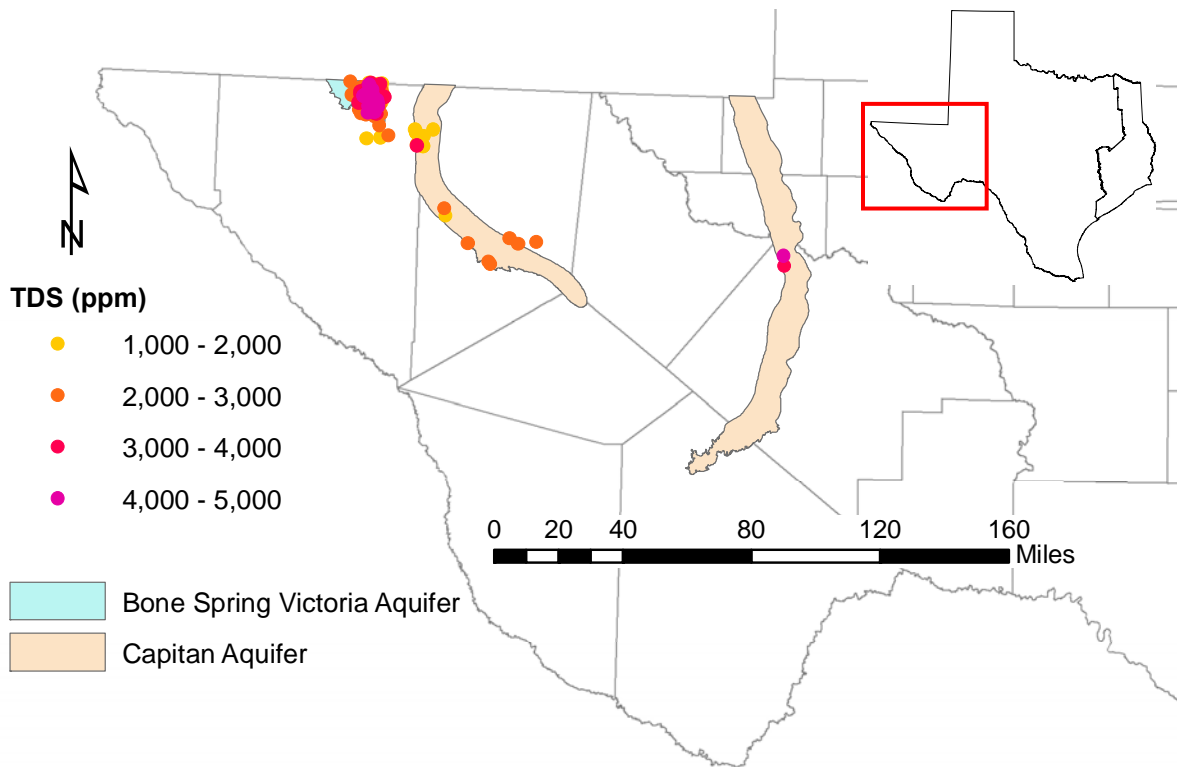 N
TDS (ppm)
1,000 - 2,000
2,000 - 3,000
3,000 - 4,000
4,000 - 5,000
0 20 40 80 120 160
Miles
Bone Spring Victoria Aquifer
Capitan Aquifer